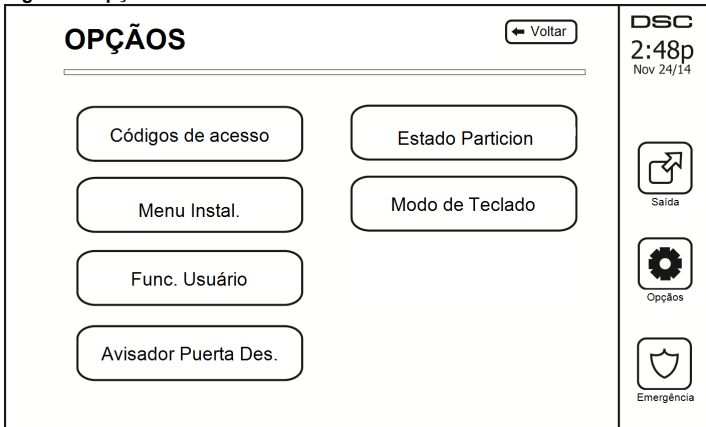 OPÇÃOS
Voltar
Códigos de acesso
Estado Particion
Menu Instal.
Modo de Teclado
Func. Usuário
Avisador Puerta Des.
DSC
2:48p
Nov 24/14
Saída
Opçãos
Emergência